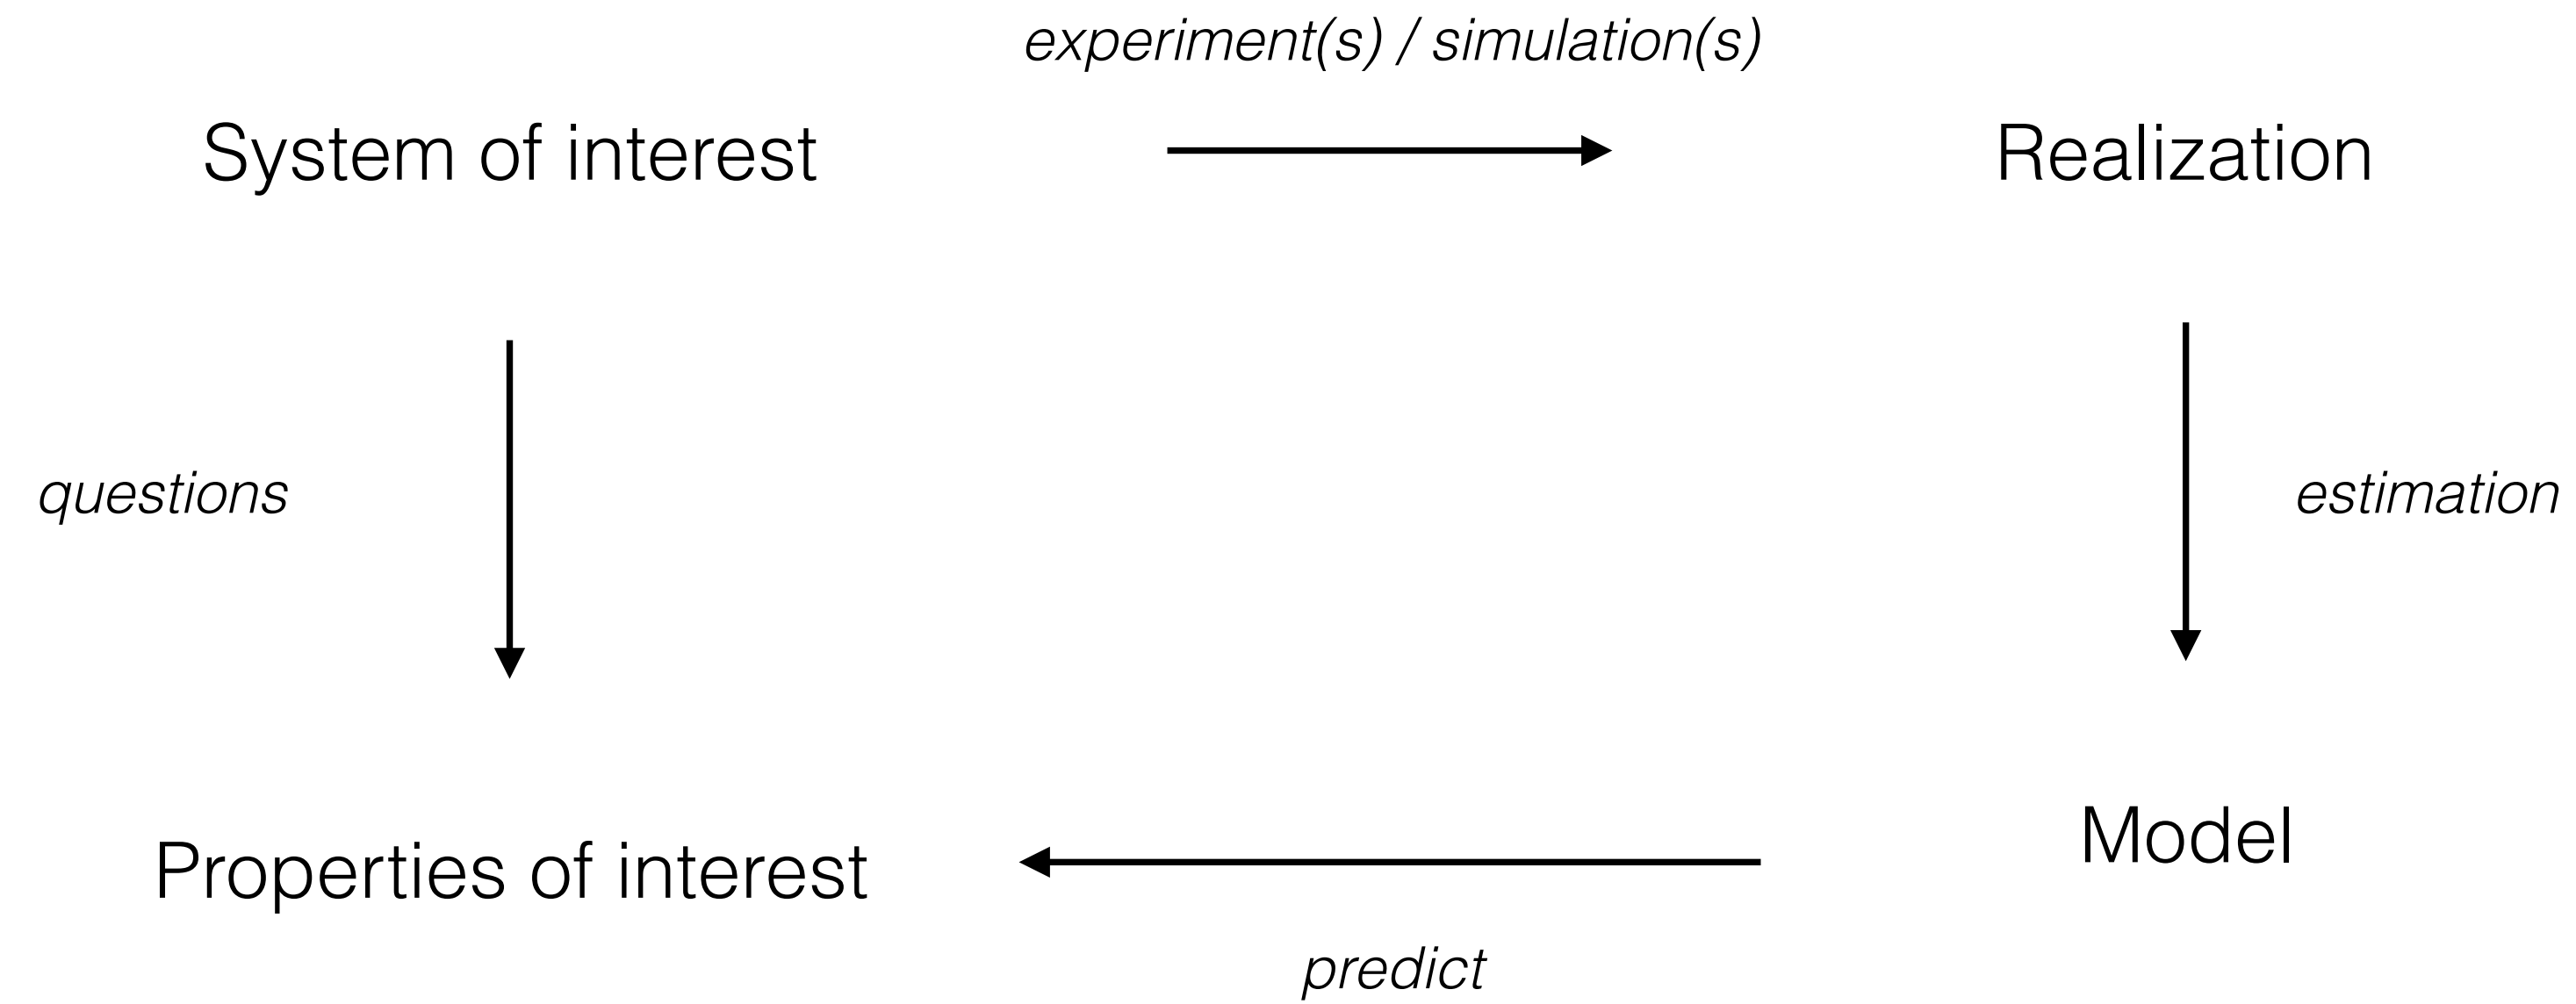 experiment(s) / simulation(s)
System of interest
Realization
questions
estimation
Properties of interest
Model
predict